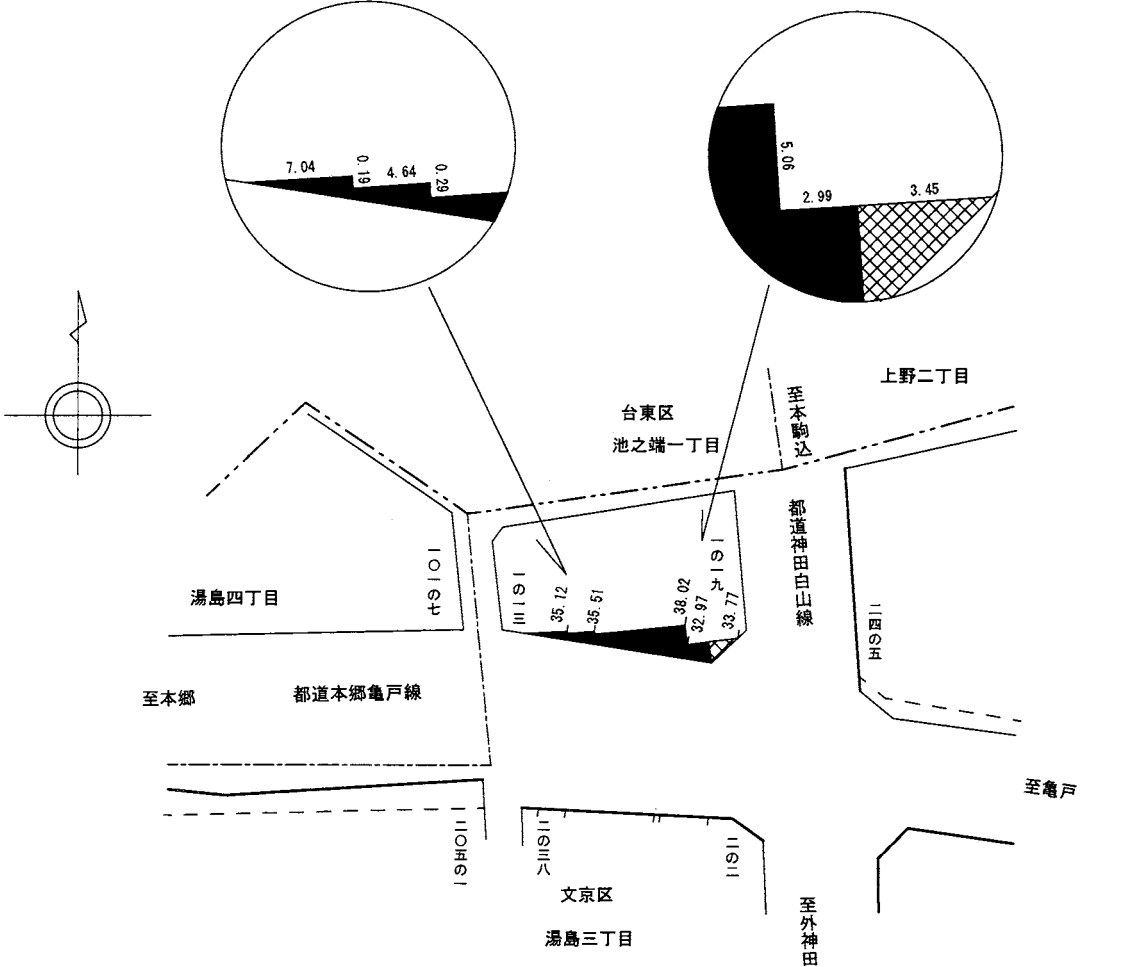 7.04
0.19
4.64
0.29
5.06
2.99
3.45
上野二丁目
台東区
池之端一丁目
至本駒込
都道神田白山線
一の一九
一〇一の七
一の一三
湯島四丁目
35.12
35.51
38.02
32.97
33.77
二四の五
至本郷
都道本郷亀戸線
至亀戸
二〇五の一
二の三八
二の二
文京区
湯島三丁目
至外神田